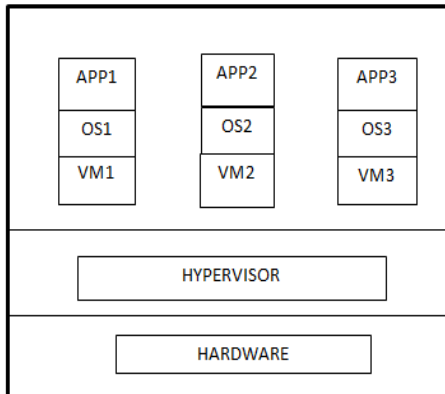 APP1 APP2 APP3
OS1 OS2 OS3
VM1 VM2 VM3
HYPERVISOR
HARDWARE